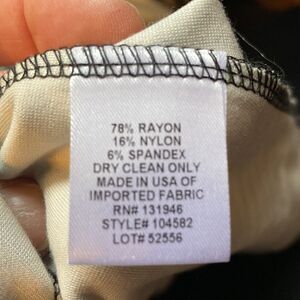 78% RAYON
16% NYLON
6% SPANDEX
DRY CLEAN ONLY
MADE IN USA OF
IMPORTED FABRIC
RN# 131946
STYLE# 104582
LOT# 52556